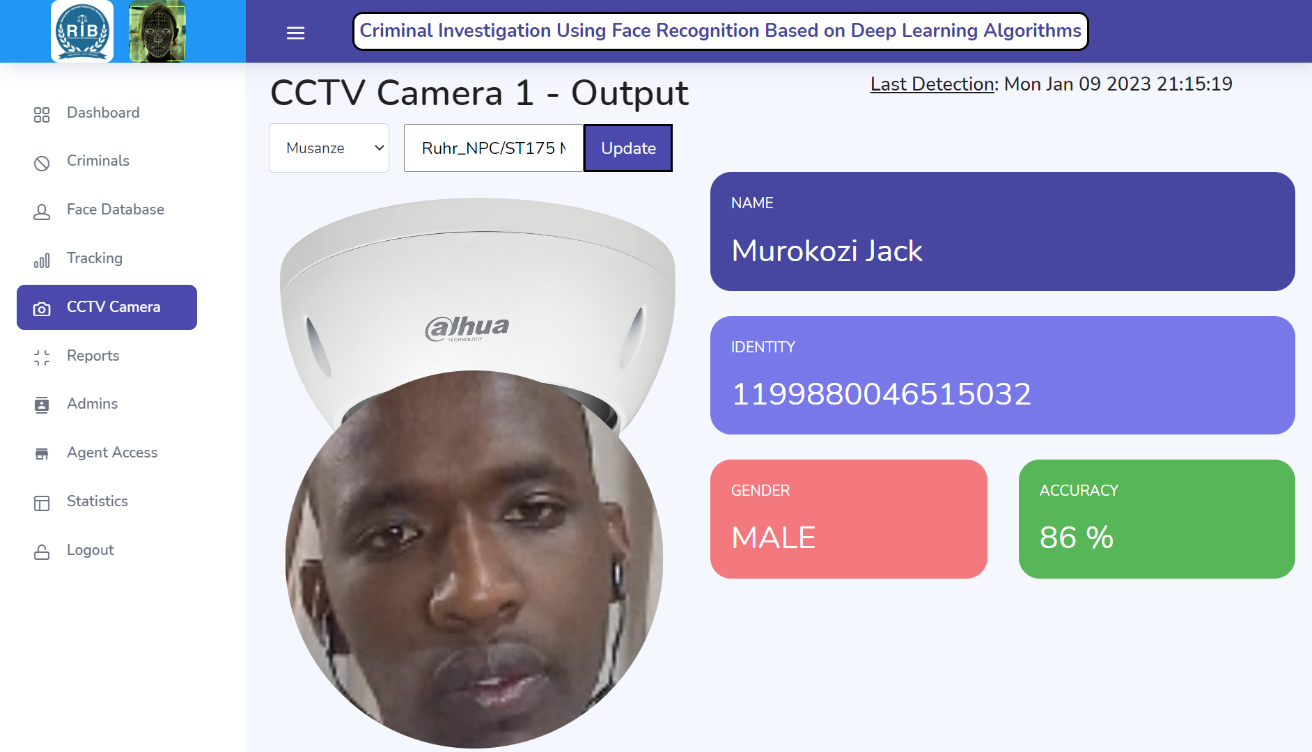 RIB
Criminal Investigation Using Face Recognition Based on Deep Learning Algorithms
Dashboard
Criminals
Face Database
Tracking
CCTV Camera
Reports
Admins
Agent Access
Statistics
Logout
CCTV Camera 1 - Output
Last Detection: Mon Jan 09 2023 21:15:19
Musanze
Ruhr_NPC/ST175
Update
alhua
TECHNOLOGY
NAME
Murokozi Jack
IDENTITY
1199880046515032
GENDER
MALE
ACCURACY
86 %